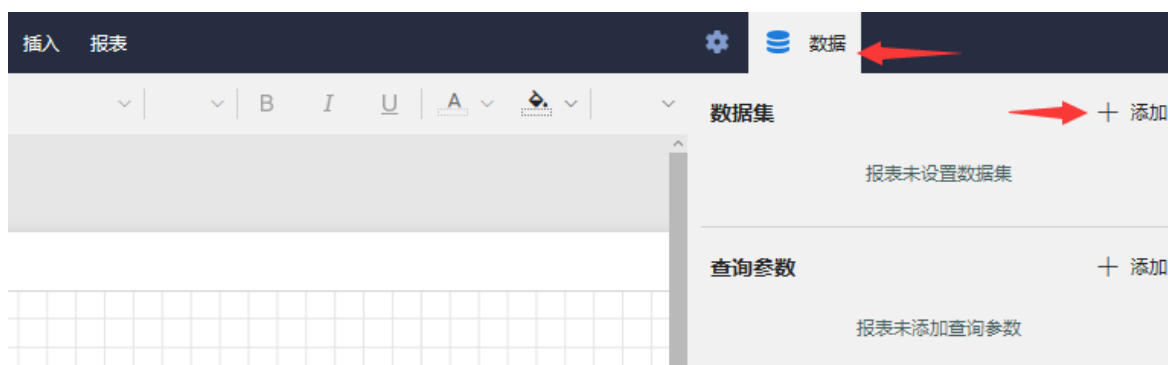 插入 报表 数据
B I U A
数据集 添加
报表未设置数据集
查询参数 添加
报表未添加查询参数